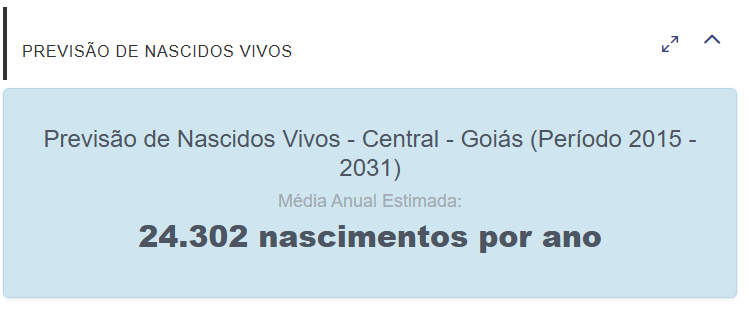 PREVISÃO DE NASCIDOS VIVOS
Previsão de Nascidos Vivos - Central - Goiás (Período 2015 -
2031)
Média Anual Estimada:
24.302 nascimentos por ano